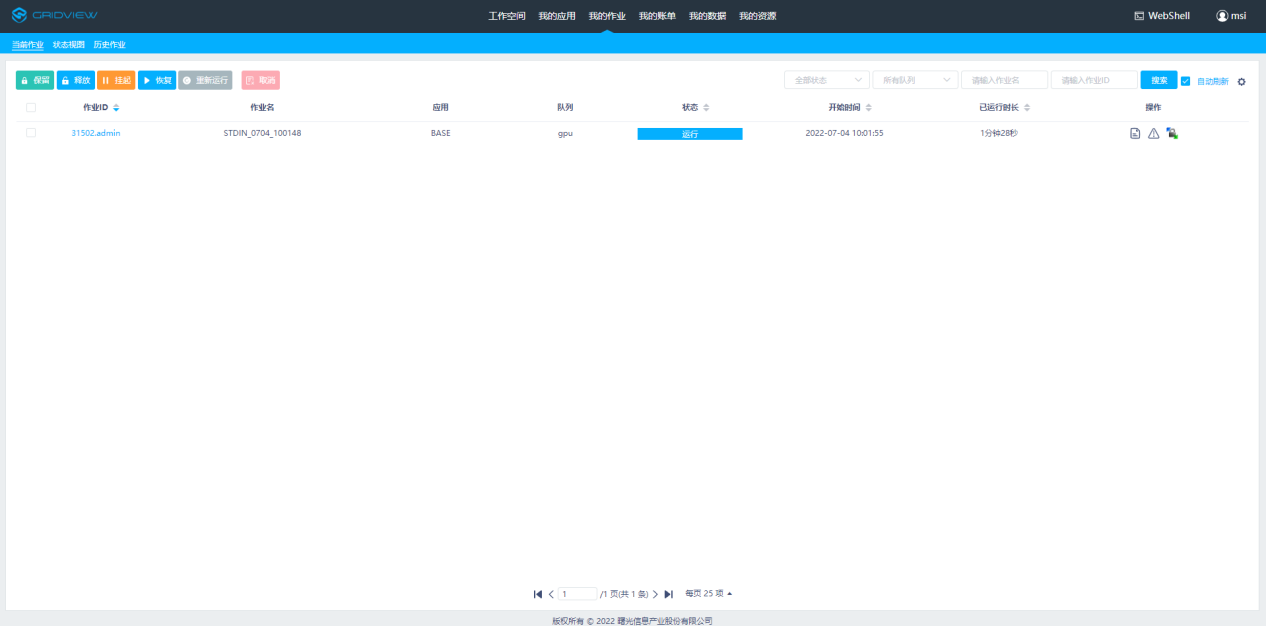 GRIDVIEW 工作空间 我的应用 我的作业 我的账单 我的数据 我的资源 WebShell msi
当前作业 状态视图 历史作业
保留 释放 挂起 恢复 重新运行 取消 全部状态 所有队列 请输入作业名 请输入作业ID 搜索 自动刷新
作业ID 作业名 应用 队列 状态 开始时间 已运行时长 操作
31502.admin STDIN_0704_100148 BASE gpu 运行 2022-07-04 10:01:55 1分钟28秒
1 /1 页(共 1 条) 每页 25 项
版权所有 © 2022 曙光信息产业股份有限公司